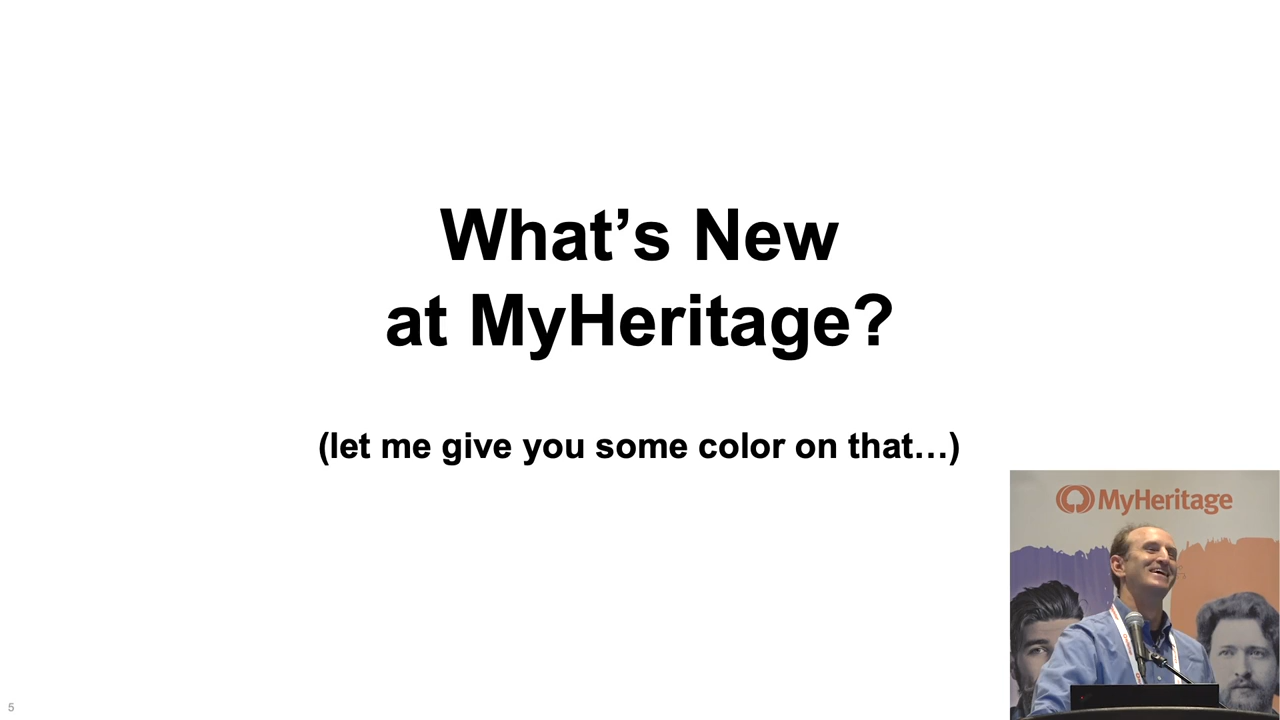 What’s New
at MyHeritage?
(let me give you some color on that…)
MyHeritage
5